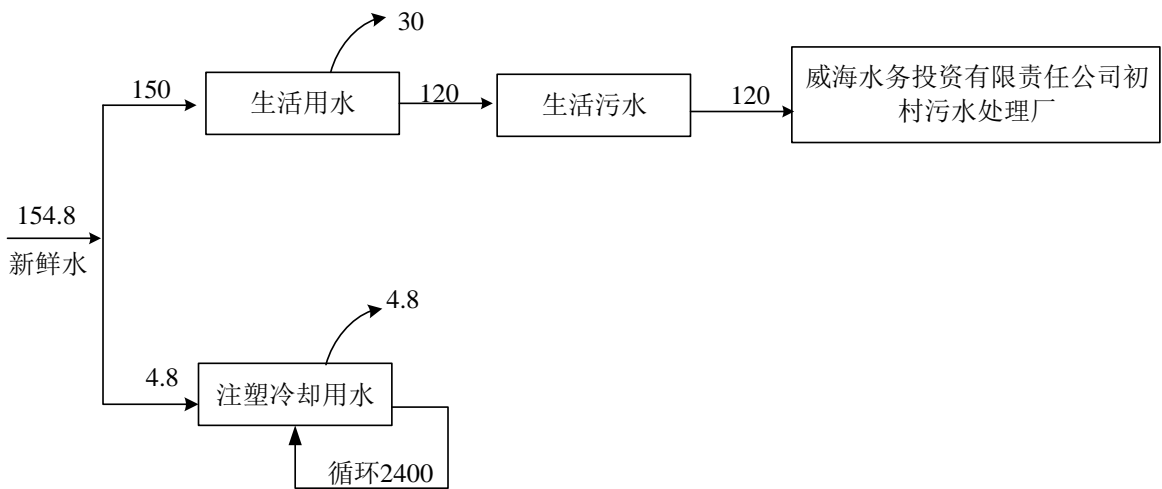 30
150
生活用水
120
生活污水
120
威海水务投资有限责任公司初
村污水处理厂
154.8
新鲜水
4.8
4.8
注塑冷却用水
循环2400